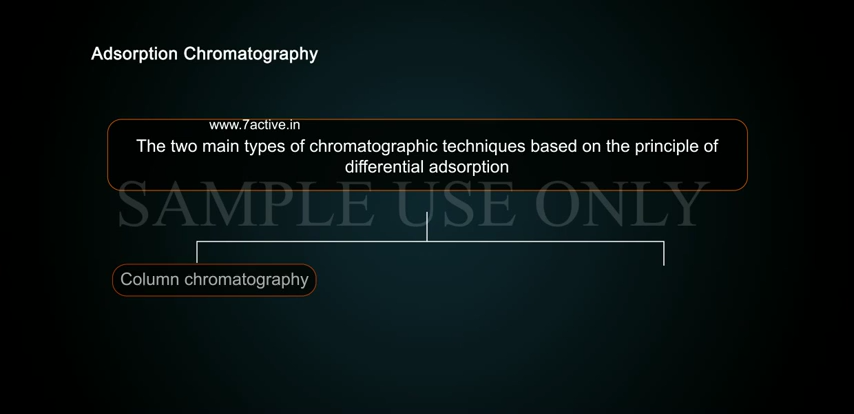 Adsorption Chromatography
www.7active.in
The two main types of chromatographic techniques based on the principle of
differential adsorption
SAMPLE USE ONLY
Column chromatography